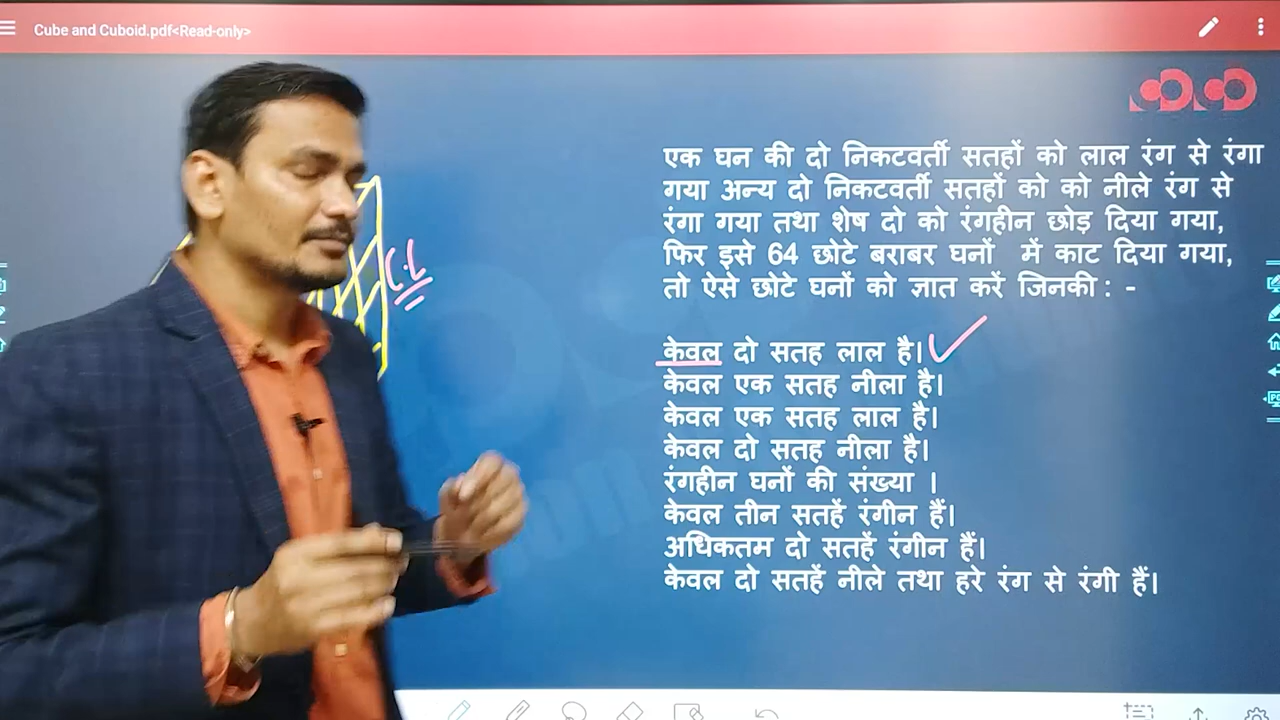 Cube and Cuboid.pdf<Read-only>
एक घन की दो निकटवर्ती सतहों को लाल रंग से रंगा
गया अन्य दो निकटवर्ती सतहों को को नीले रंग से
रंगा गया तथा शेष दो को रंगहीन छोड़ दिया गया,
फिर इसे 64 छोटे बराबर घनों में काट दिया गया,
तो ऐसे छोटे घनों को ज्ञात करें जिनकी : -
केवल दो सतह लाल है।
केवल एक सतह नीला है।
केवल एक सतह लाल है।
केवल दो सतह नीला है।
रंगहीन घनों की संख्या ।
केवल तीन सतहें रंगीन हैं।
अधिकतम दो सतहें रंगीन हैं।
केवल दो सतहें नीले तथा हरे रंग से रंगी हैं।